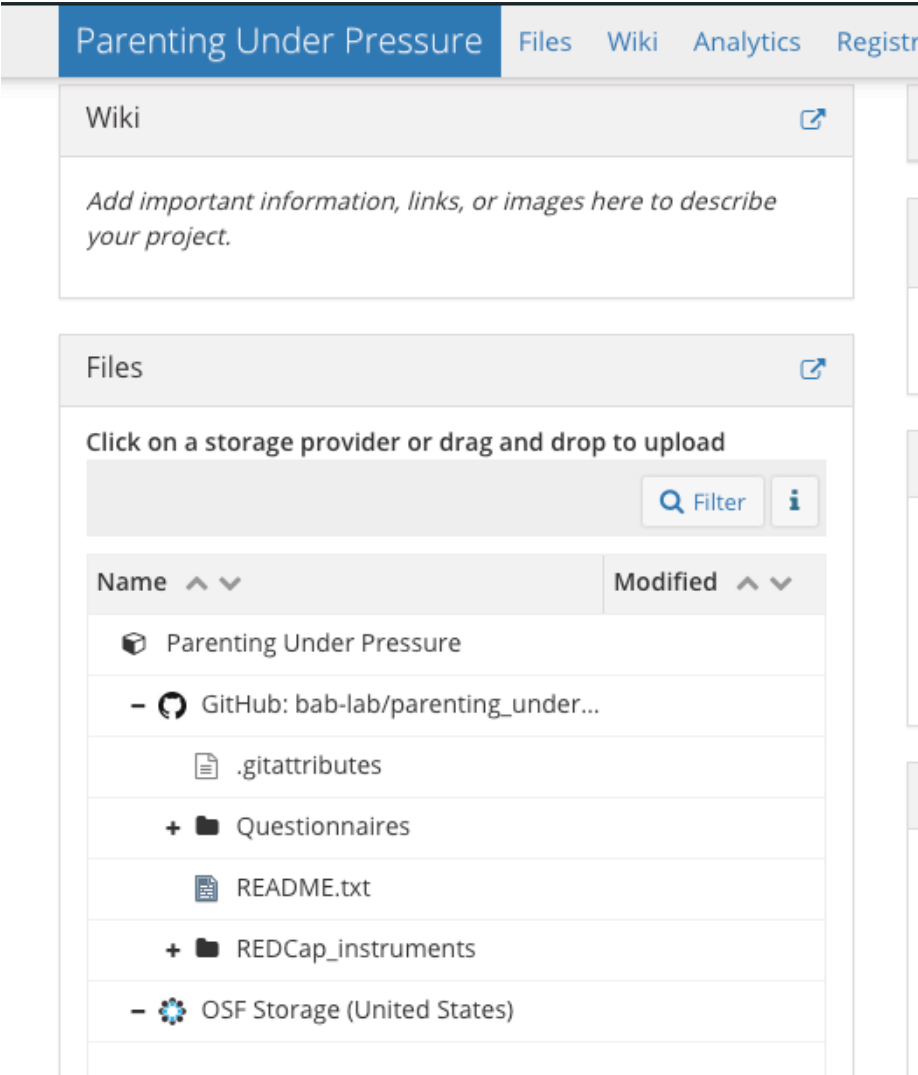 Parenting Under Pressure Files Wiki Analytics Registr
Wiki
Add important information, links, or images here to describe
your project.
Files
Click on a storage provider or drag and drop to upload
Filter i
Name Modified
Parenting Under Pressure
GitHub: bab-lab/parenting_under...
.gitattributes
Questionnaires
README.txt
REDCap_instruments
OSF Storage (United States)